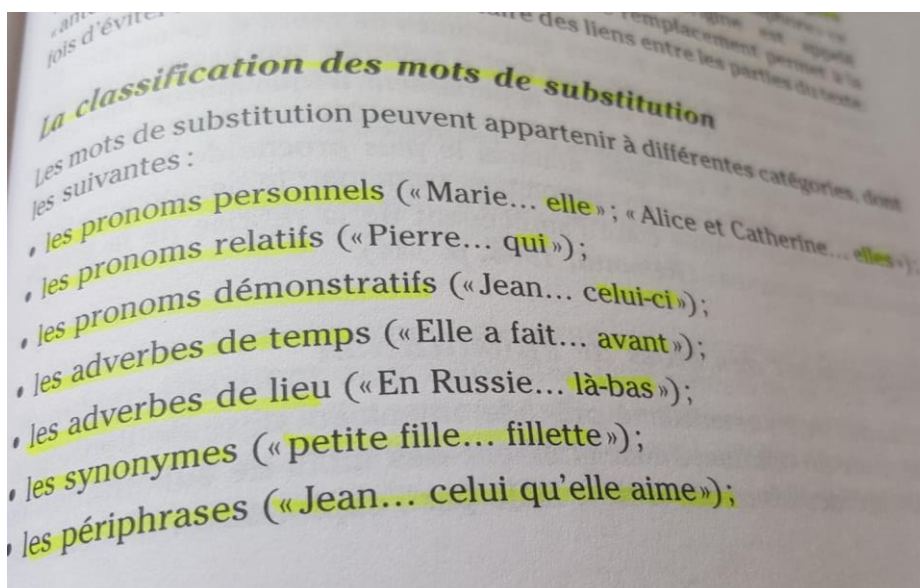 fois d'éviter des liens entre les parties du texte
La classification des mots de substitution
Les mots de substitution peuvent appartenir à différentes catégories, dont
les suivantes :
• les pronoms personnels (« Marie... elle » ; « Alice et Catherine... elles ») ;
• les pronoms relatifs (« Pierre... qui ») ;
• les pronoms démonstratifs (« Jean... celui-ci ») ;
• les adverbes de temps (« Elle a fait... avant ») ;
• les adverbes de lieu (« En Russie... là-bas ») ;
• les synonymes (« petite fille... fillette ») ;
• les périphrases (« Jean... celui qu'elle aime ») ;